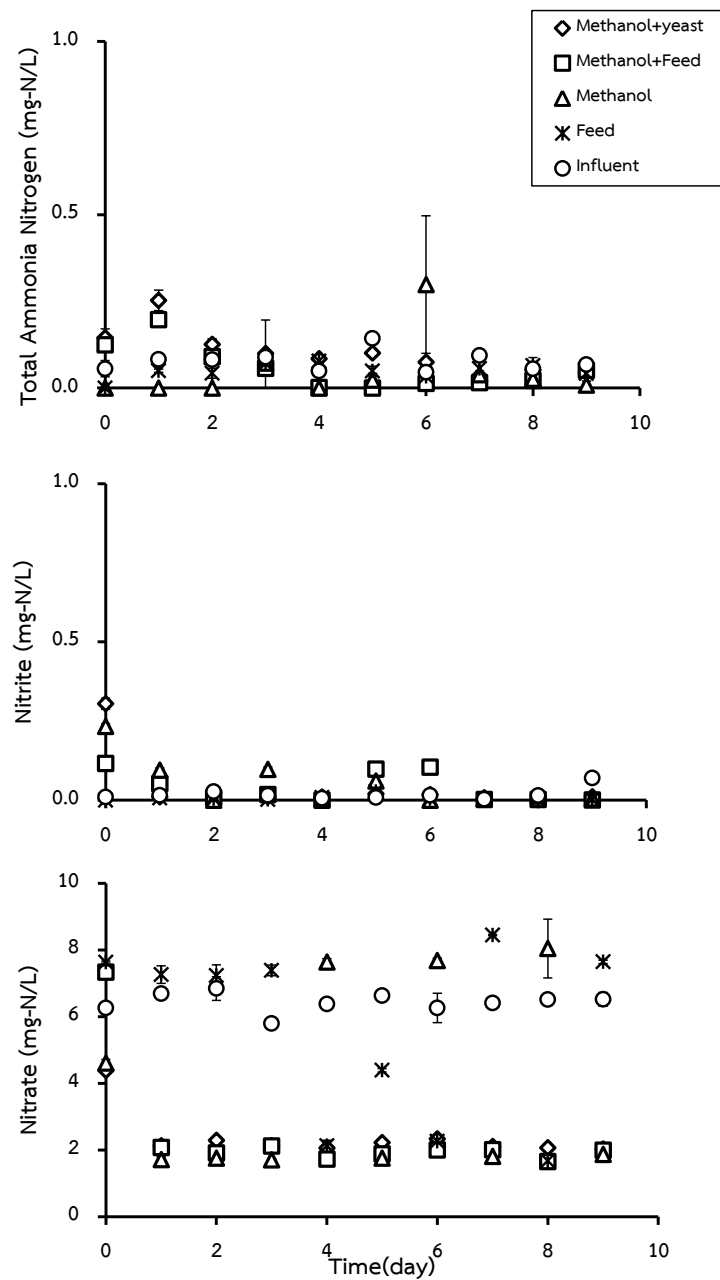 Methanol+yeast
Methanol+Feed
Methanol
Feed
Influent
Total Ammonia Nitrogen (mg-N/L)
1.0
0.5
0.0
0 2 4 6 8 10
Nitrite (mg-N/L)
1.0
0.5
0.0
0 2 4 6 8 10
Nitrate (mg-N/L)
10
8
6
4
2
0
0 2 4 6 8 10
Time(day)